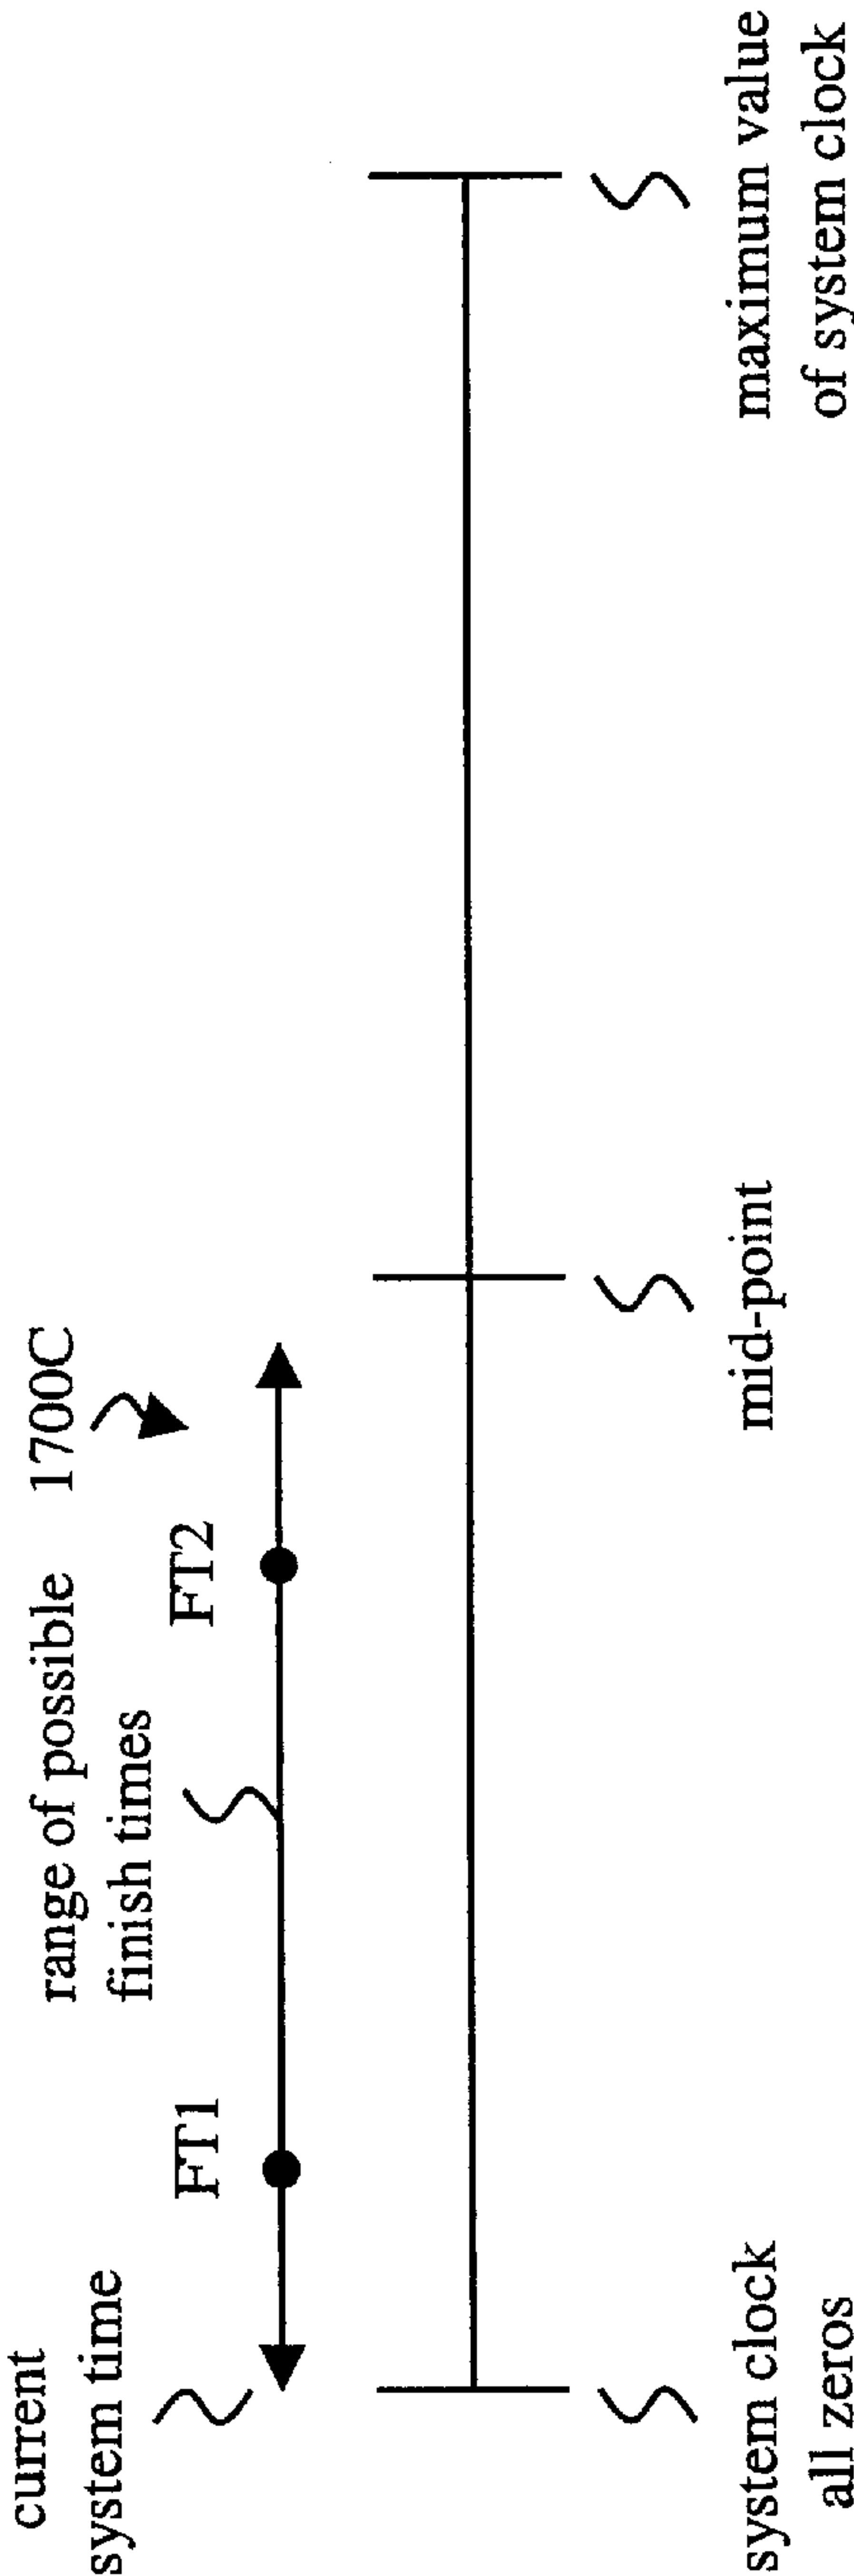 current
system time
FT1
range of possible
finish times
FT2
1700C
system clock
all zeros
mid-point
maximum value
of system clock